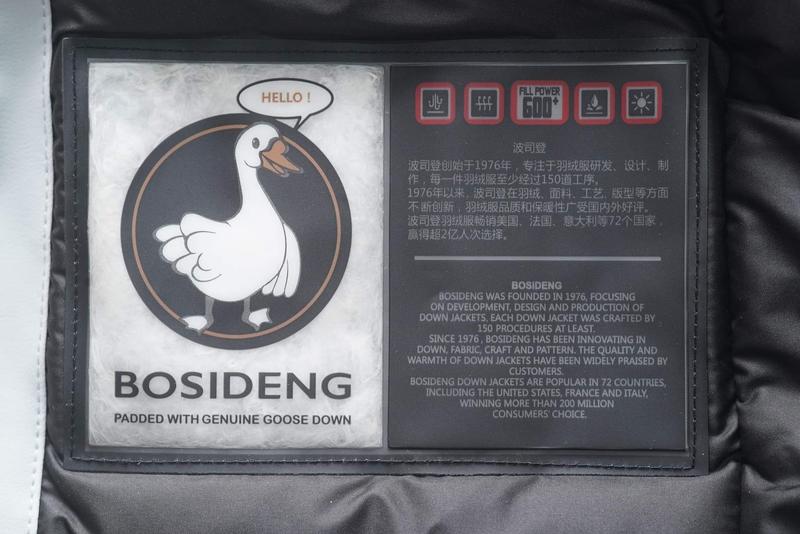 HELLO !
BOSIDENG
PADDED WITH GENUINE GOOSE DOWN
FILL POWER
600+
波司登
波司登创始于1976年，专注于羽绒服研发、设计、制
作，每一件羽绒服至少经过150道工序。
1976年以来，波司登在羽绒、面料、工艺、版型等方面
不断创新，羽绒服品质和保暖性广受国内外好评。
波司登羽绒服畅销美国、法国、意大利等72个国家，
赢得超2亿人次选择。
BOSIDENG
BOSIDENG WAS FOUNDED IN 1976, FOCUSING
ON DEVELOPMENT, DESIGN AND PRODUCTION OF
DOWN JACKETS. EACH DOWN JACKET WAS CRAFTED BY
150 PROCEDURES AT LEAST.
SINCE 1976 , BOSIDENG HAS BEEN INNOVATING IN
DOWN, FABRIC, CRAFT AND PATTERN. THE QUALITY AND
WARMTH OF DOWN JACKETS HAVE BEEN WIDELY PRAISED BY
CUSTOMERS.
BOSIDENG DOWN JACKETS ARE POPULAR IN 72 COUNTRIES,
INCLUDING THE UNITED STATES, FRANCE AND ITALY,
WINNING MORE THAN 200 MILLION
CONSUMERS' CHOICE.